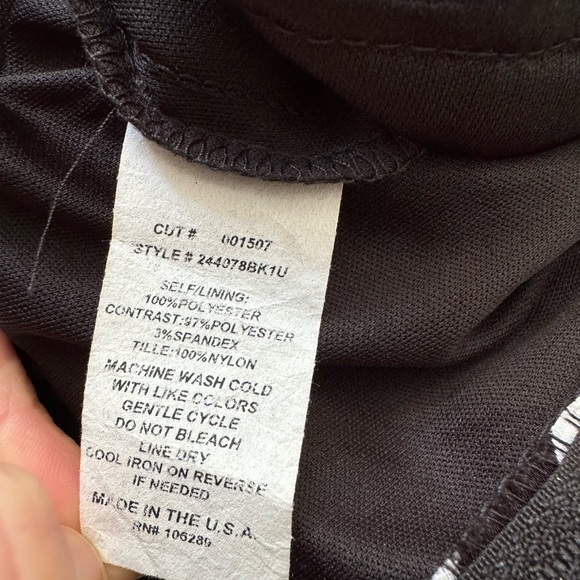 CUT # 001507
STYLE # 244078BK1U
SELF/LINING:
100%POLYESTER
CONTRAST:97%POLYESTER
3%SPANDEX
TILLE:100%NYLON
MACHINE WASH COLD
WITH LIKE COLORS
GENTLE CYCLE
DO NOT BLEACH
LINE DRY
COOL IRON ON REVERSE
IF NEEDED
MADE IN THE U.S.A.
RN# 106289